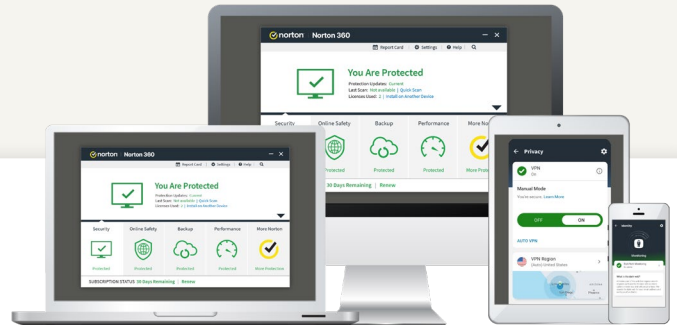 norton Norton 360
Report Card Settings Help
You Are Protected
Protection Updates: Current
Last Scan: Not available | Quick Scan
Licenses Used: 2 | Install on Another Device
Security Online Safety Backup Performance More Norton
Protected Protected Protected
30 Days Remaining | Renew
norton Norton 360
Report Card Settings Help
You Are Protected
Protection Updates: Current
Last Scan: Not available | Quick Scan
Licenses Used: 2 | Install on Another Device
Security Online Safety Backup Performance More Norton
Protected Protected Protected Protected More Protection
SUBSCRIPTION STATUS 30 Days Remaining | Renew
Privacy
VPN
ON
Manual Mode
You're secure. Learn More
OFF ON
AUTO VPN
VPN Region
(Auto) United States